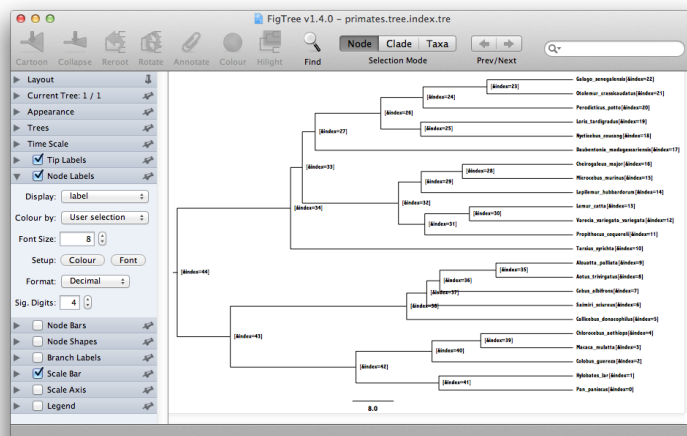 FigTree v1.4.0 - primates.tree.index.tre
Cartoon Collapse Reroot Rotate Annotate Colour Hilight Find
Node Clade Taxa
Selection Mode
Prev/Next
Layout
Current Tree: 1 / 1
Appearance
Trees
Time Scale
Tip Labels
Node Labels
Display: label
Colour by: User selection
Font Size: 8
Setup: Colour Font
Format: Decimal
Sig. Digits: 4
Node Bars
Node Shapes
Branch Labels
Scale Bar
Scale Axis
Legend
Galago_senegalensis[&index=22]
[&index=23]
Otolemur_crassicaudatus[&index=21]
[&index=24]
Perodicticus_potto[&index=20]
[&index=26]
Loris_tardigradus[&index=19]
[&index=25]
[&index=27]
Nycticebus_coucang[&index=18]
Daubentonia_madagascariensis[&index=17]
Cheirogaleus_major[&index=16]
[&index=33]
[&index=28]
Microcebus_murinus[&index=15]
[&index=29]
Lepilemur_hubbardorum[&index=14]
[&index=32]
Lemur_catta[&index=13]
[&index=34]
[&index=30]
Varecia_variegata_variegata[&index=12]
[&index=31]
Propithecus_coquereli[&index=11]
Tarsius_syrichta[&index=10]
Alouatta_palliata[&index=9]
[&index=35]
[&index=44]
Aotus_trivirgatus[&index=8]
[&index=36]
Cebus_albifrons[&index=7]
[&index=37]
[&index=38]
Saimiri_sciureus[&index=6]
Callicebus_donacophilus[&index=5]
Chlorocebus_aethiops[&index=4]
[&index=43]
[&index=39]
Macaca_mulatta[&index=3]
[&index=40]
Colobus_guereza[&index=2]
[&index=42]
Hylobates_lar[&index=1]
[&index=41]
Pan_paniscus[&index=0]
8.0